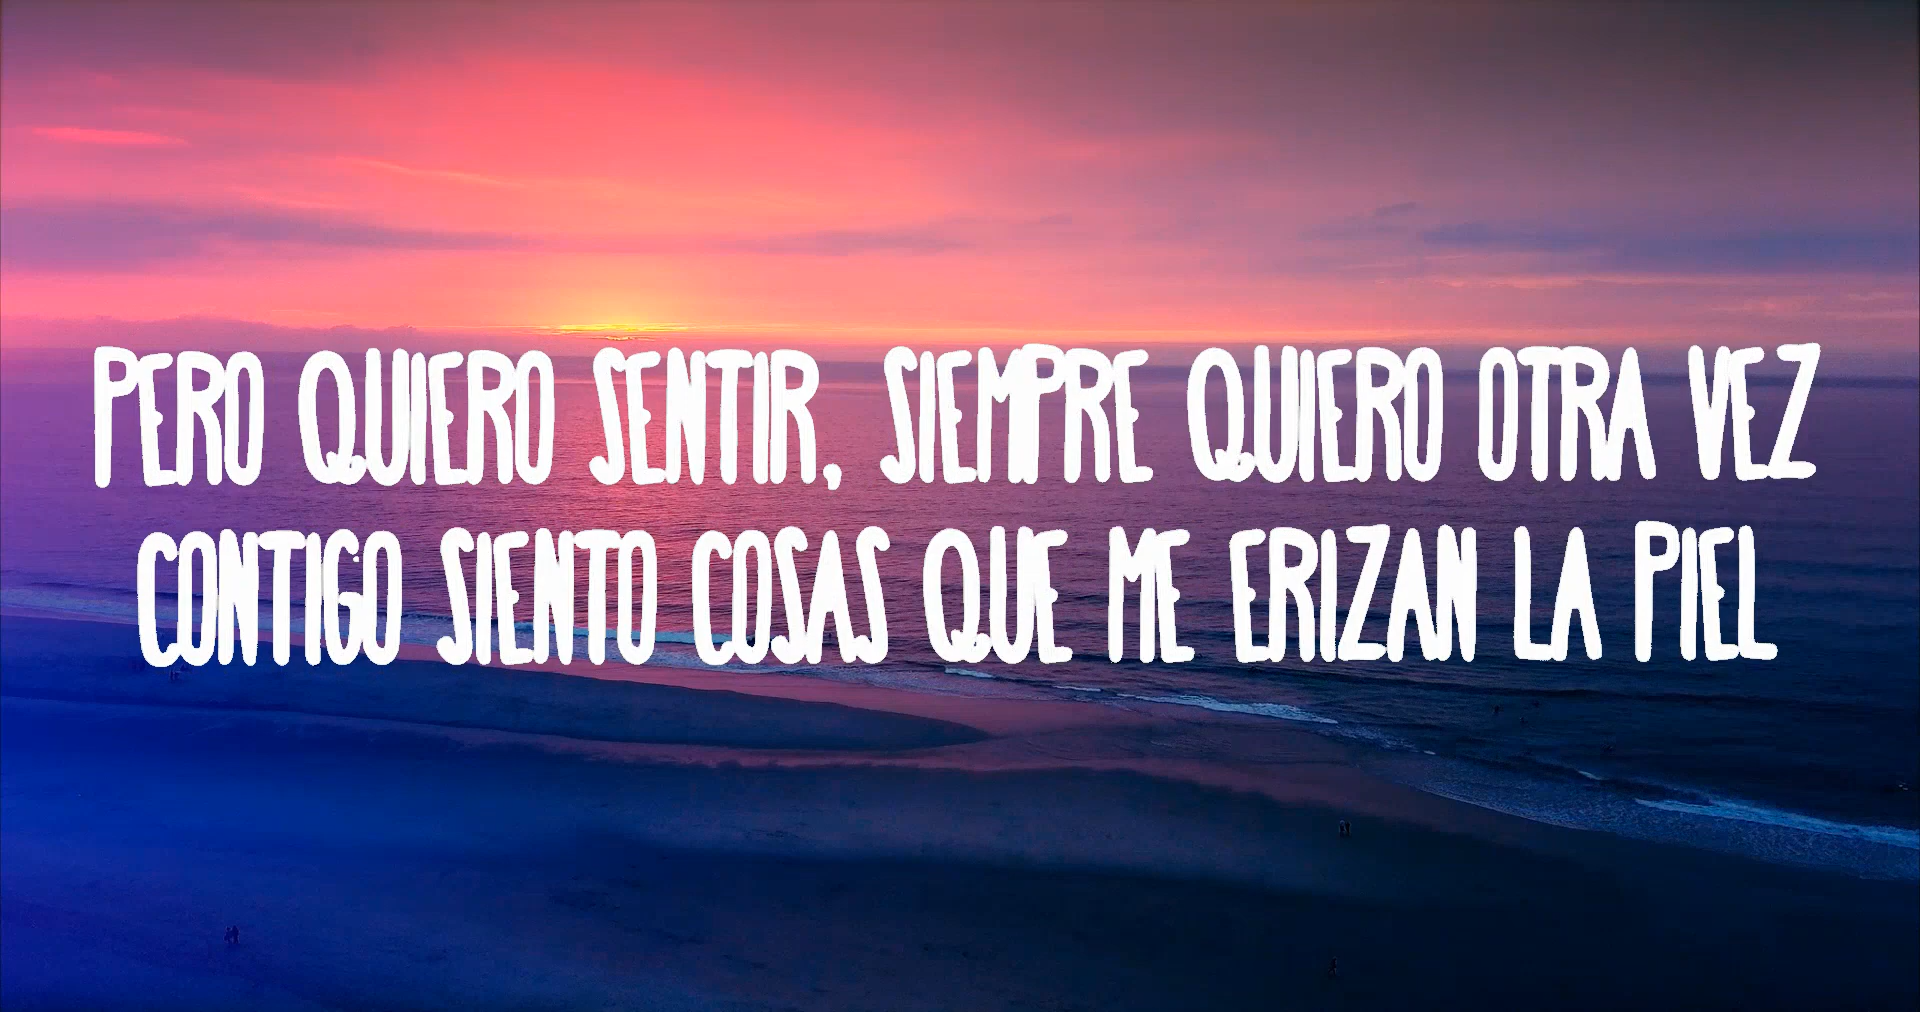 PERO QUIERO SENTIR, SIEMPRE QUIERO OTRA VEZ
CONTIGO SIENTO COSAS QUE ME ERIZAN LA PIEL